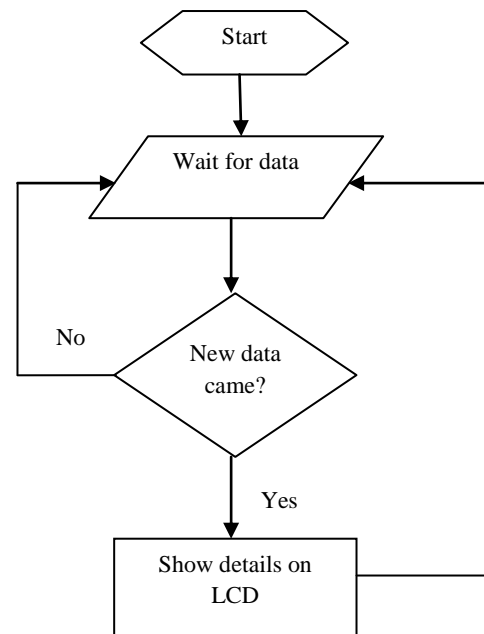 Start
Wait for data
No
New data
came?
Yes
Show details on
LCD